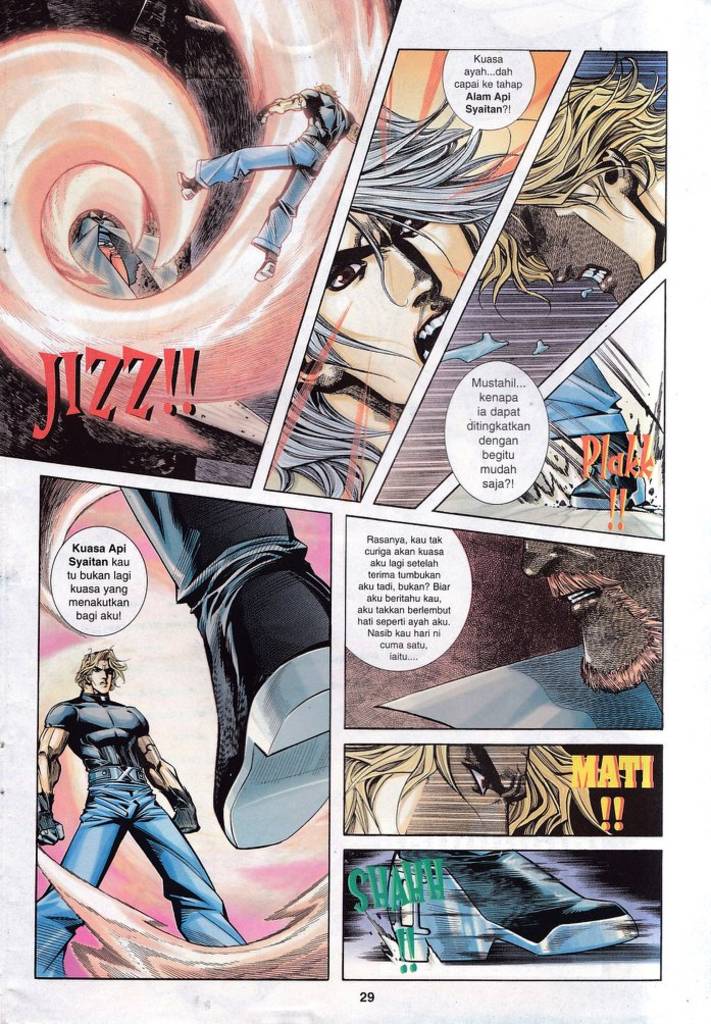 JIZZ!!
Kuasa
ayah...dah
capai ke tahap
Alam Api
Syaitan?!
Mustahil...
kenapa
ia dapat
ditingkatkan
dengan
begitu
mudah
saja?!
Plakk
!!
Kuasa Api
Syaitan kau
tu bukan lagi
kuasa yang
menakutkan
bagi aku!
Rasanya, kau tak
curiga akan kuasa
aku lagi setelah
terima tumbukan
aku tadi, bukan? Biar
aku beritahu kau,
aku takkan berlembut
hati seperti ayah aku.
Nasib kau hari ni
cuma satu,
iaitu....
MATI
!!
SHAHH
!!
29